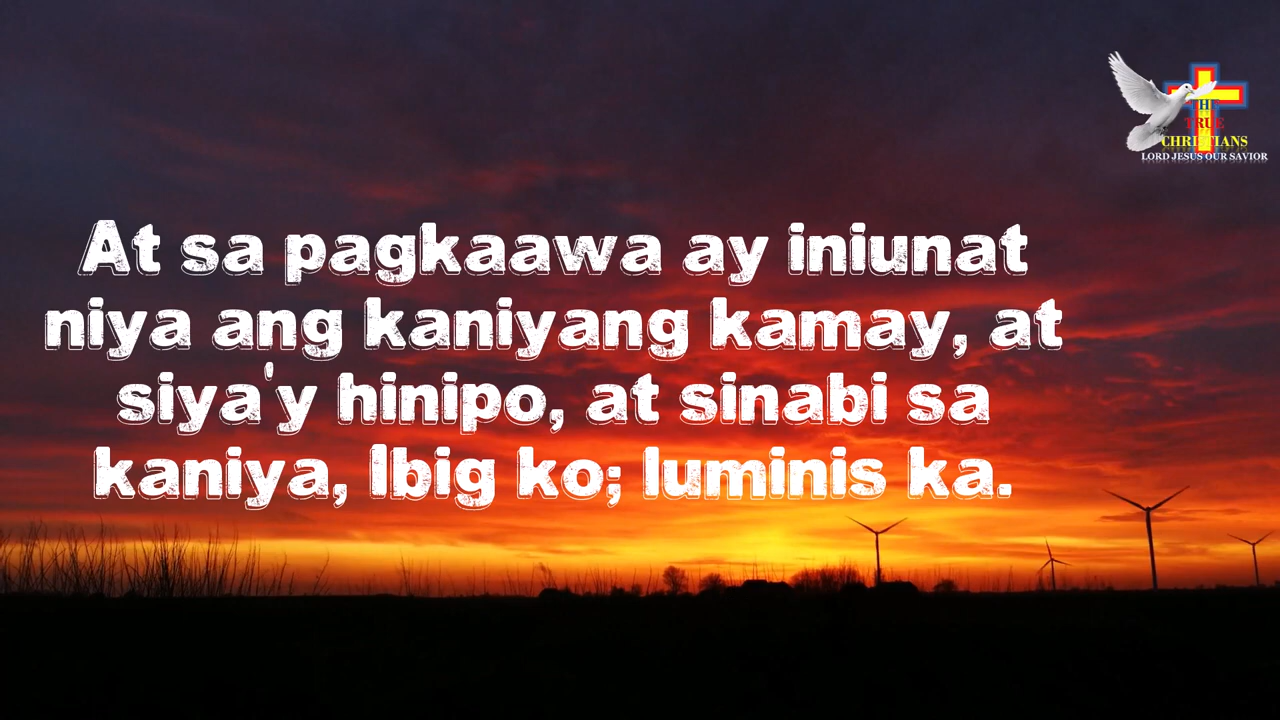 At sa pagkaawa ay iniunat
niya ang kaniyang kamay, at
siya'y hinipo, at sinabi sa
kaniya, Ibig ko; luminis ka.
THE
TRUE
CHRISTIANS
LORD JESUS OUR SAVIOR